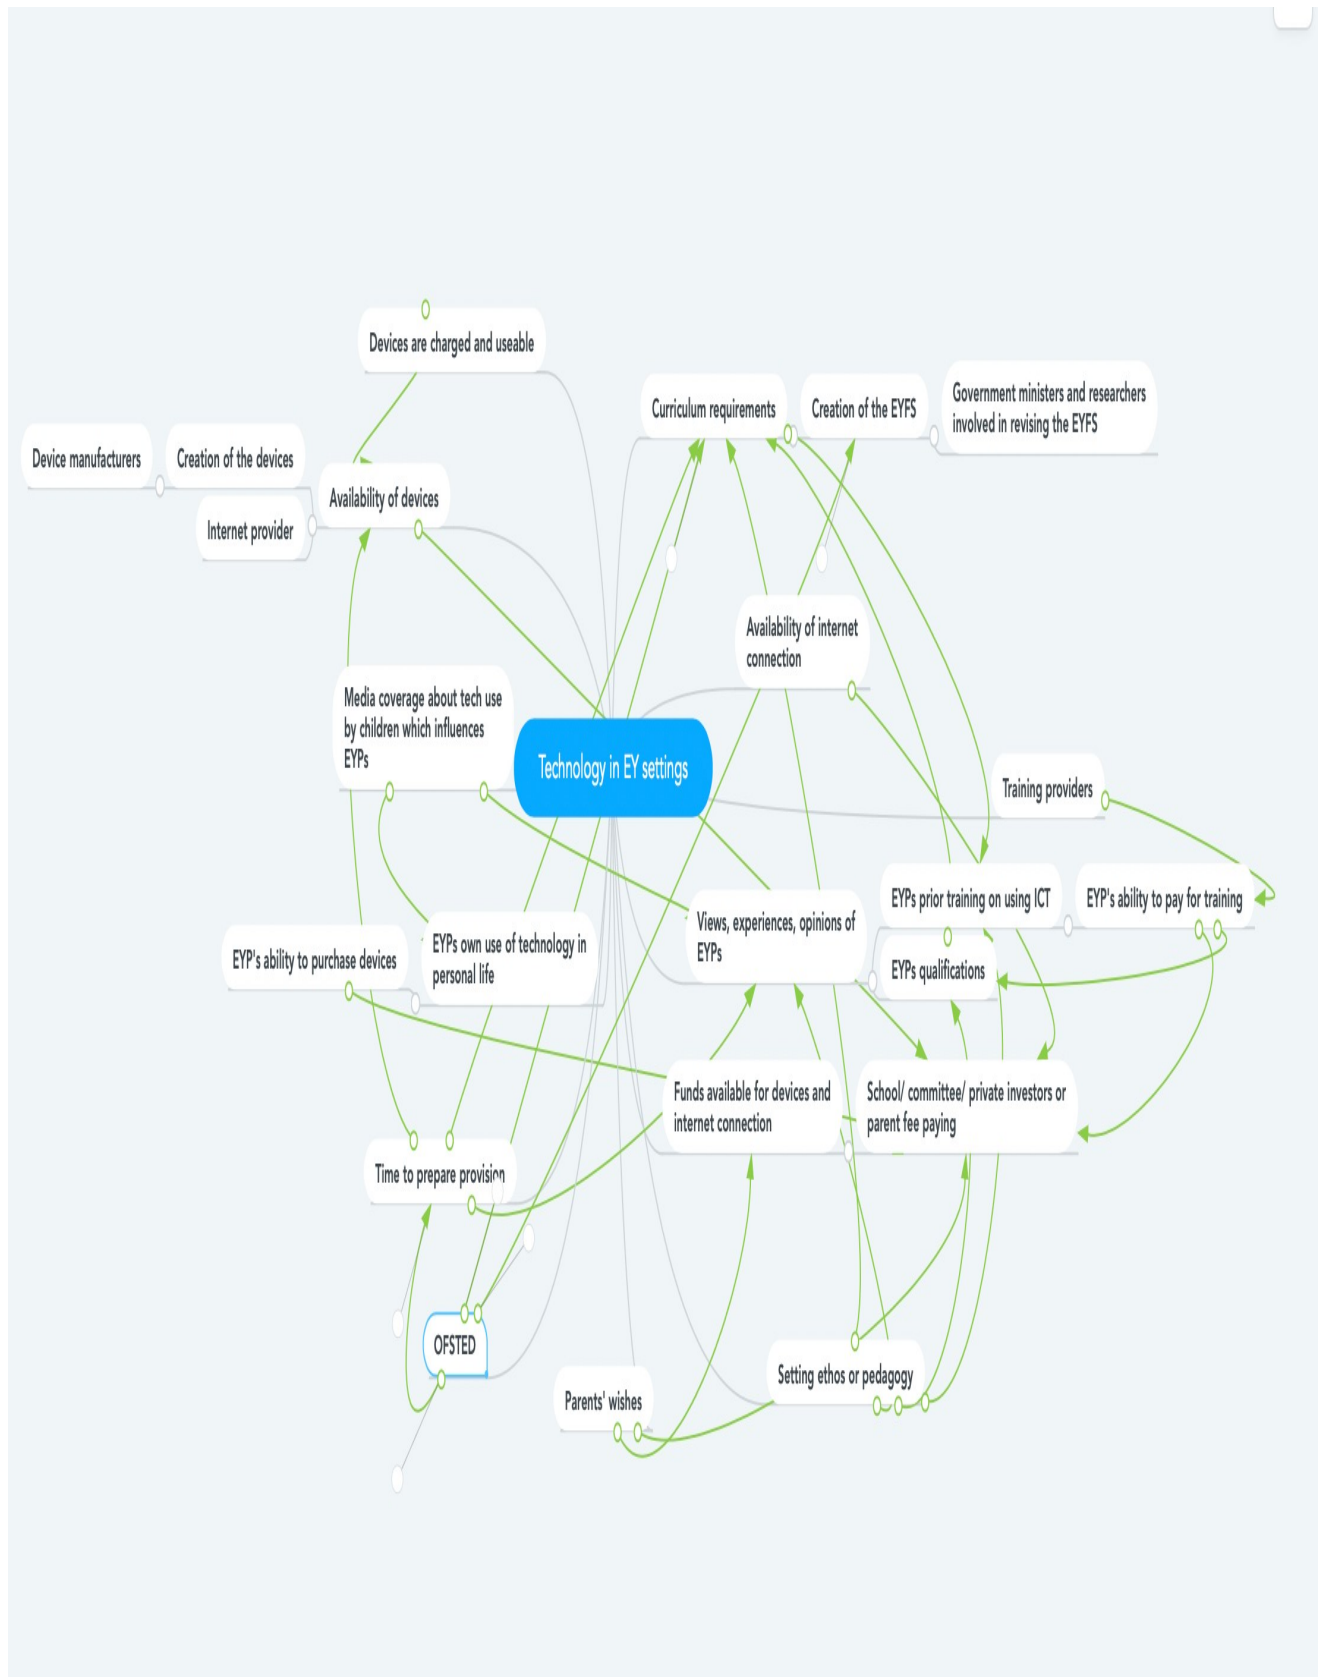 Devices are charged and useable
Curriculum requirements
Creation of the EYFS
Government ministers and researchers
involved in revising the EYFS
Device manufacturers
Creation of the devices
Availability of devices
Internet provider
Availability of internet
connection
Media coverage about tech use
by children which influences
EYPs
Technology in EY settings
Training providers
EYPs prior training on using ICT
EYP's ability to pay for training
Views, experiences, opinions of
EYPs
EYPs qualifications
EYP's ability to purchase devices
EYPs own use of technology in
personal life
Funds available for devices and
internet connection
School/ committee/ private investors or
parent fee paying
Time to prepare provision
OFSTED
Parents' wishes
Setting ethos or pedagogy